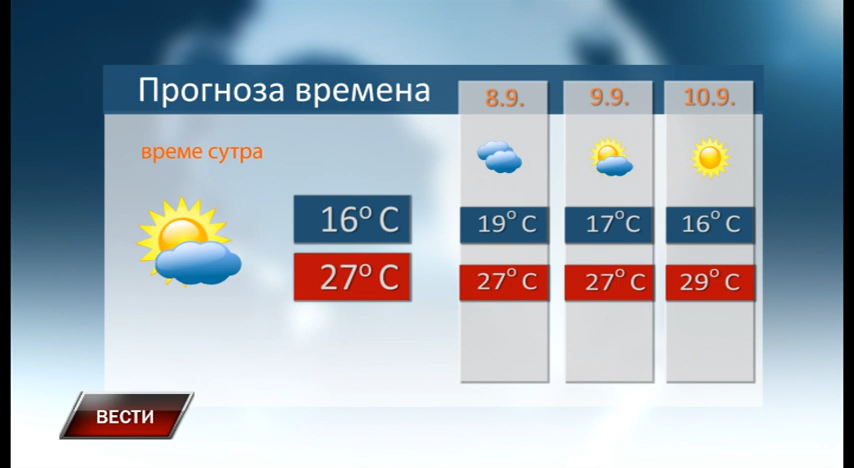 Прогноза времена
време сутра
16° C
27° C
8.9. 9.9. 10.9.
19° C 17°C 16° C
27° C 27° C 29° C
ВЕСТИ